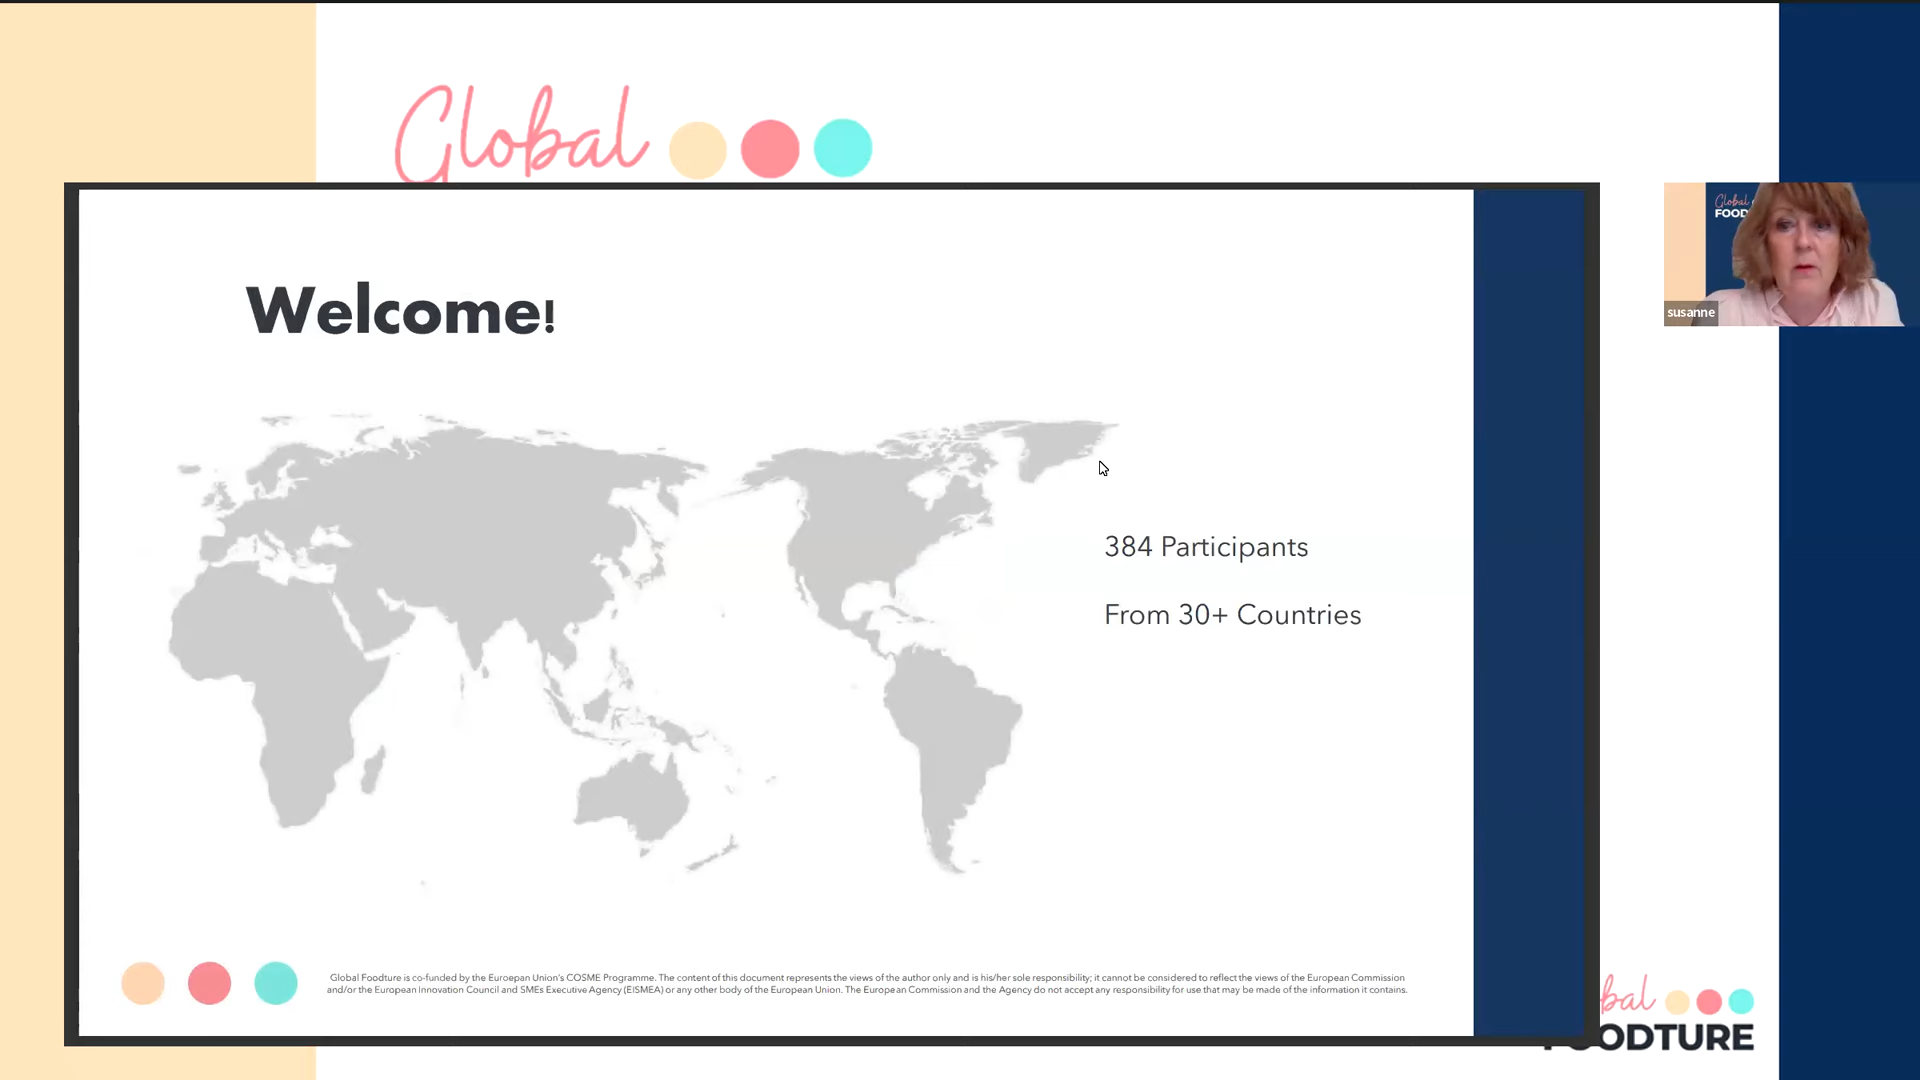 Global
Global
FOOD
susanne
Welcome!
384 Participants
From 30+ Countries
Global Foodture is co-funded by the Euroepan Union's COSME Programme. The content of this document represents the views of the author only and is his/her sole responsibility; it cannot be considered to reflect the views of the European Commission
and/or the European Innovation Council and SMEs Executive Agency (EISMEA) or any other body of the European Union. The European Commission and the Agency do not accept any responsibility for use that may be made of the information it contains.
bal
OODTURE